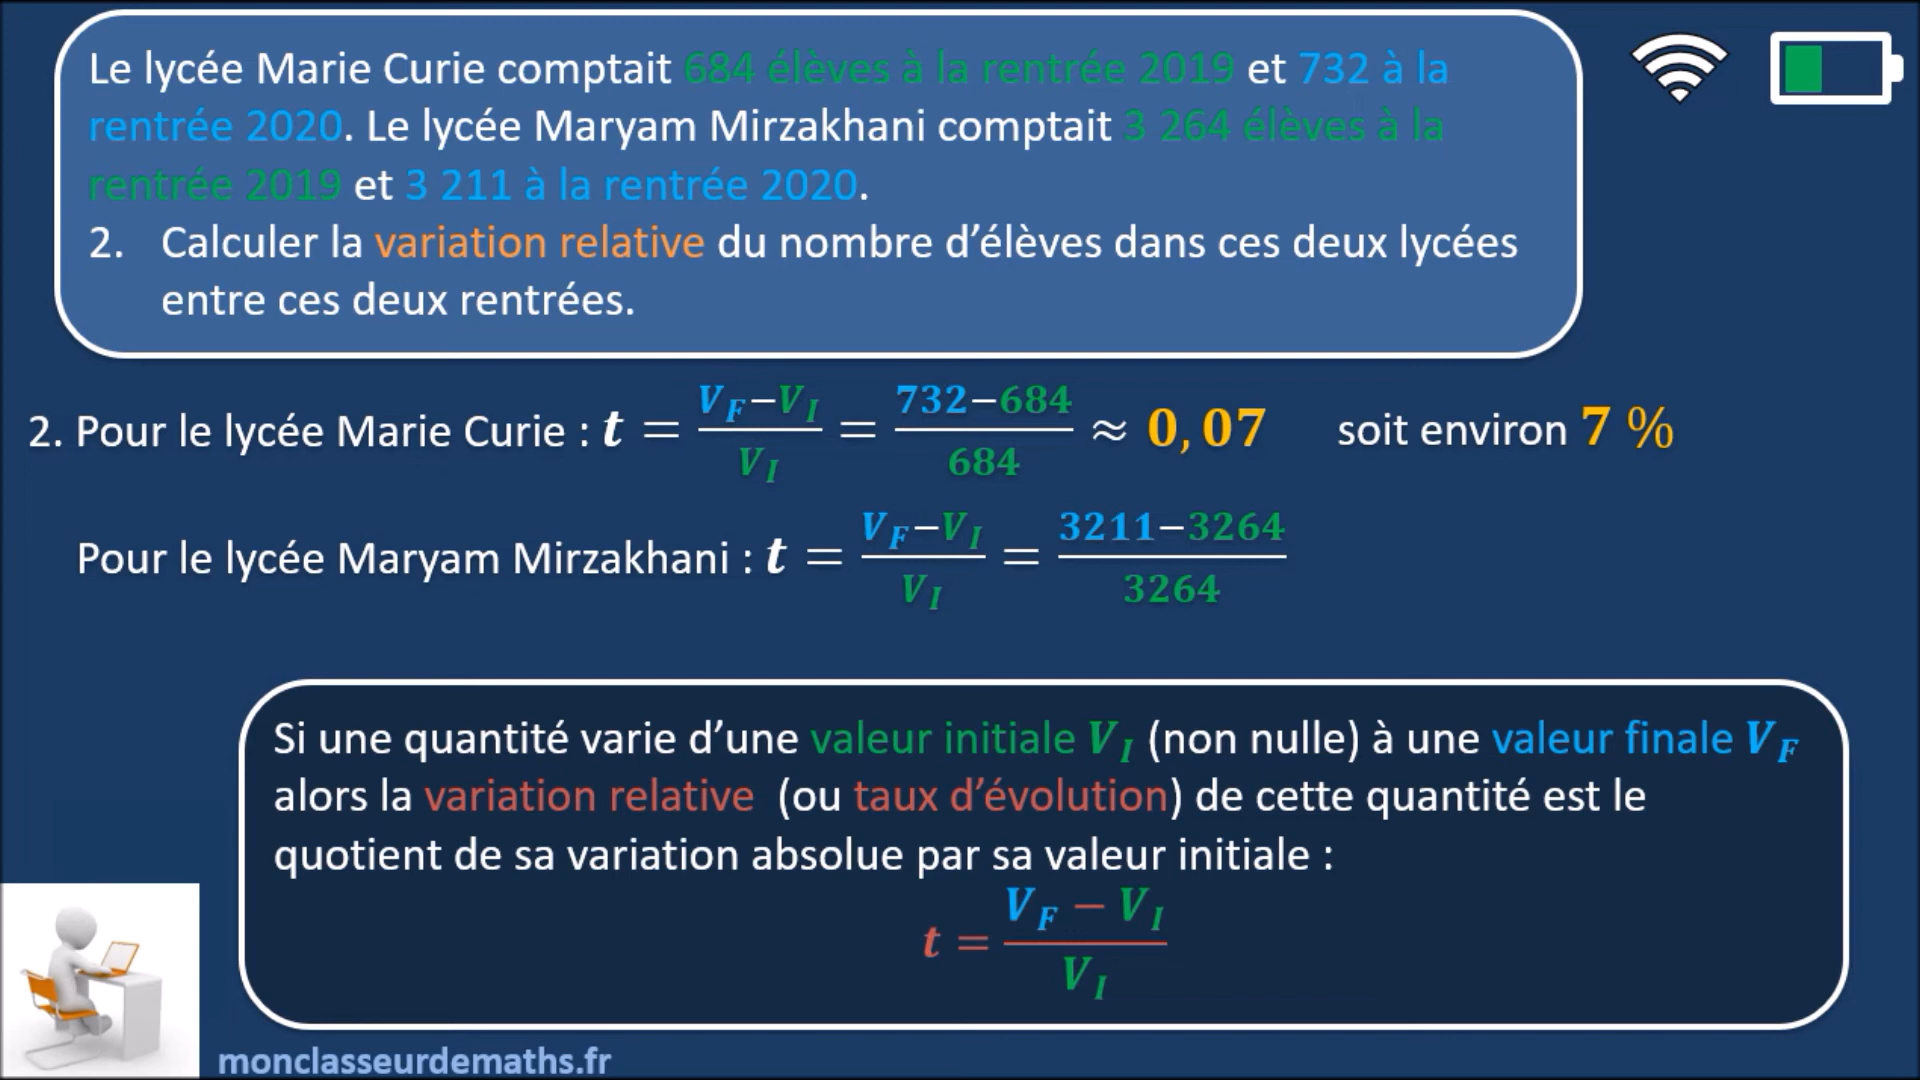 Le lycée Marie Curie comptait 684 élèves à la rentrée 2019 et 732 à la
rentrée 2020. Le lycée Maryam Mirzakhani comptait 3 264 élèves à la
rentrée 2019 et 3 211 à la rentrée 2020.
2. Calculer la variation relative du nombre d’élèves dans ces deux lycées
entre ces deux rentrées.
2. Pour le lycée Marie Curie : t = (V_F − V_I)/V_I = (732−684)/684 ≈ 0,07 soit environ 7 %
Pour le lycée Maryam Mirzakhani : t = (V_F − V_I)/V_I = (3211−3264)/3264
Si une quantité varie d’une valeur initiale V_I (non nulle) à une valeur finale V_F
alors la variation relative (ou taux d’évolution) de cette quantité est le
quotient de sa variation absolue par sa valeur initiale :
t = (V_F − V_I)/V_I
monclasseurdemaths.fr